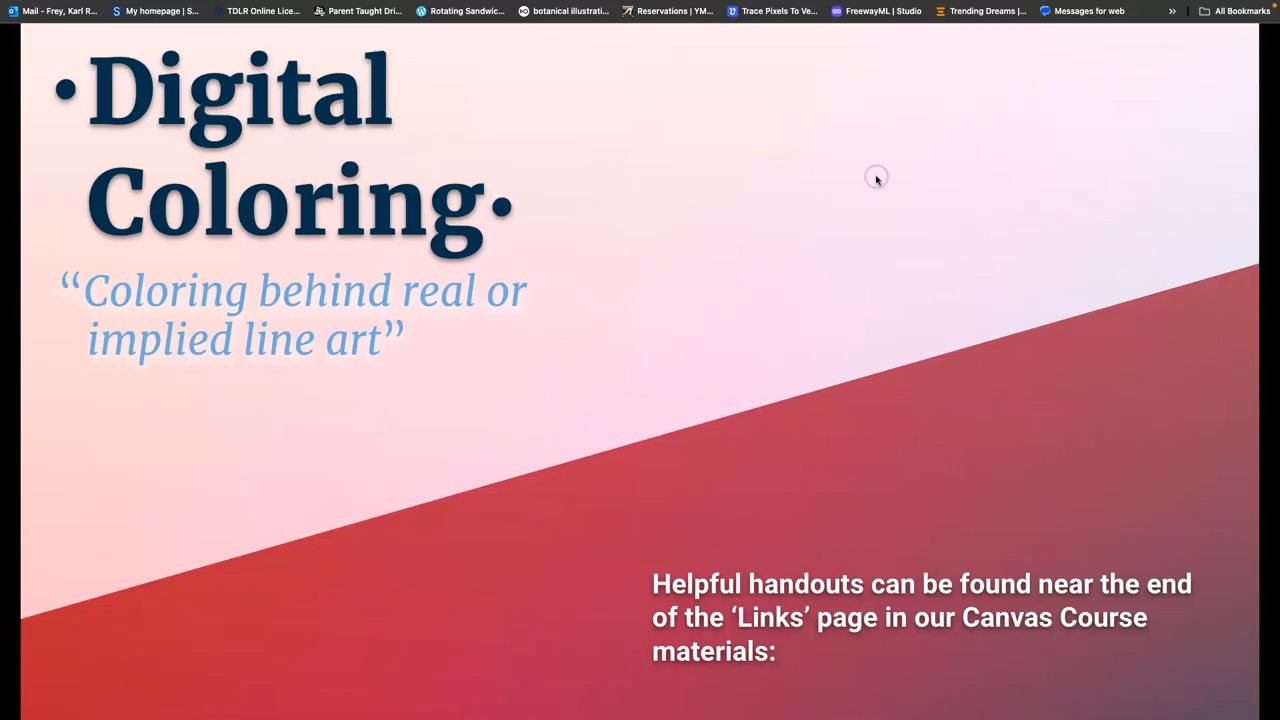 Mail - Frey, Karl R... My homepage | S... TDLR Online Lice... Parent Taught Dri... Rotating Sandwic... botanical illustrati... Reservations | YM... Trace Pixels To Ve... FreewayML | Studio Trending Dreams |... Messages for web » All Bookmarks
•Digital
Coloring•
“Coloring behind real or
implied line art”
Helpful handouts can be found near the end
of the ‘Links’ page in our Canvas Course
materials: